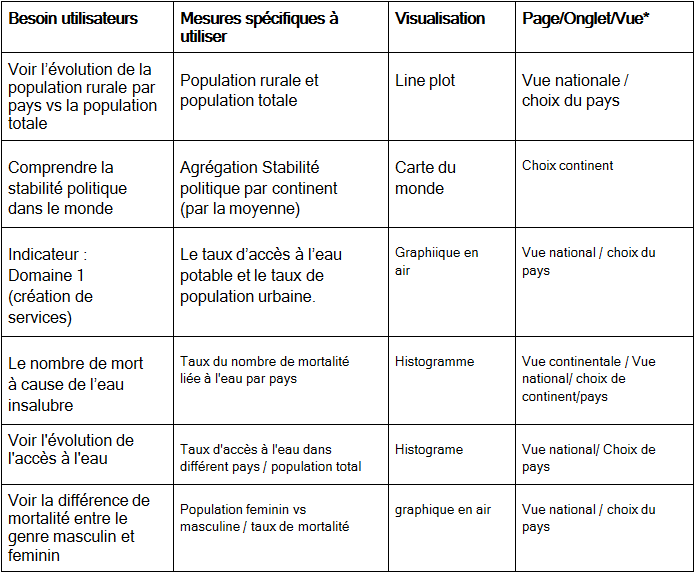 Besoin utilisateurs
Mesures spécifiques à
utiliser
Visualisation
Page/Onglet/Vue*
Voir l’évolution de la
population rurale par
pays vs la population
totale
Population rurale et
population totale
Line plot
Vue nationale /
choix du pays
Comprendre la
stabilité politique
dans le monde
Agrégation Stabilité
politique par continent
(par la moyenne)
Carte du
monde
Choix continent
Indicateur :
Domaine 1
(création de
services)
Le taux d’accès à l’eau
potable et le taux de
population urbaine.
Graphiique en
air
Vue national / choix du
pays
Le nombre de mort
à cause de l’eau
insalubre
Taux du nombre de mortalité
liée à l'eau par pays
Histogramme
Vue continentale / Vue
national/ choix de
continent/pays
Voir l'évolution de
l'accès à l'eau
Taux d'accès à l'eau dans
différent pays / population total
Histograme
Vue national/ Choix de
pays
Voir la différence de
mortalité entre le
genre masculin et
feminin
Population feminin vs
masculine / taux de mortalité
graphique en air
Vue national / choix du
pays